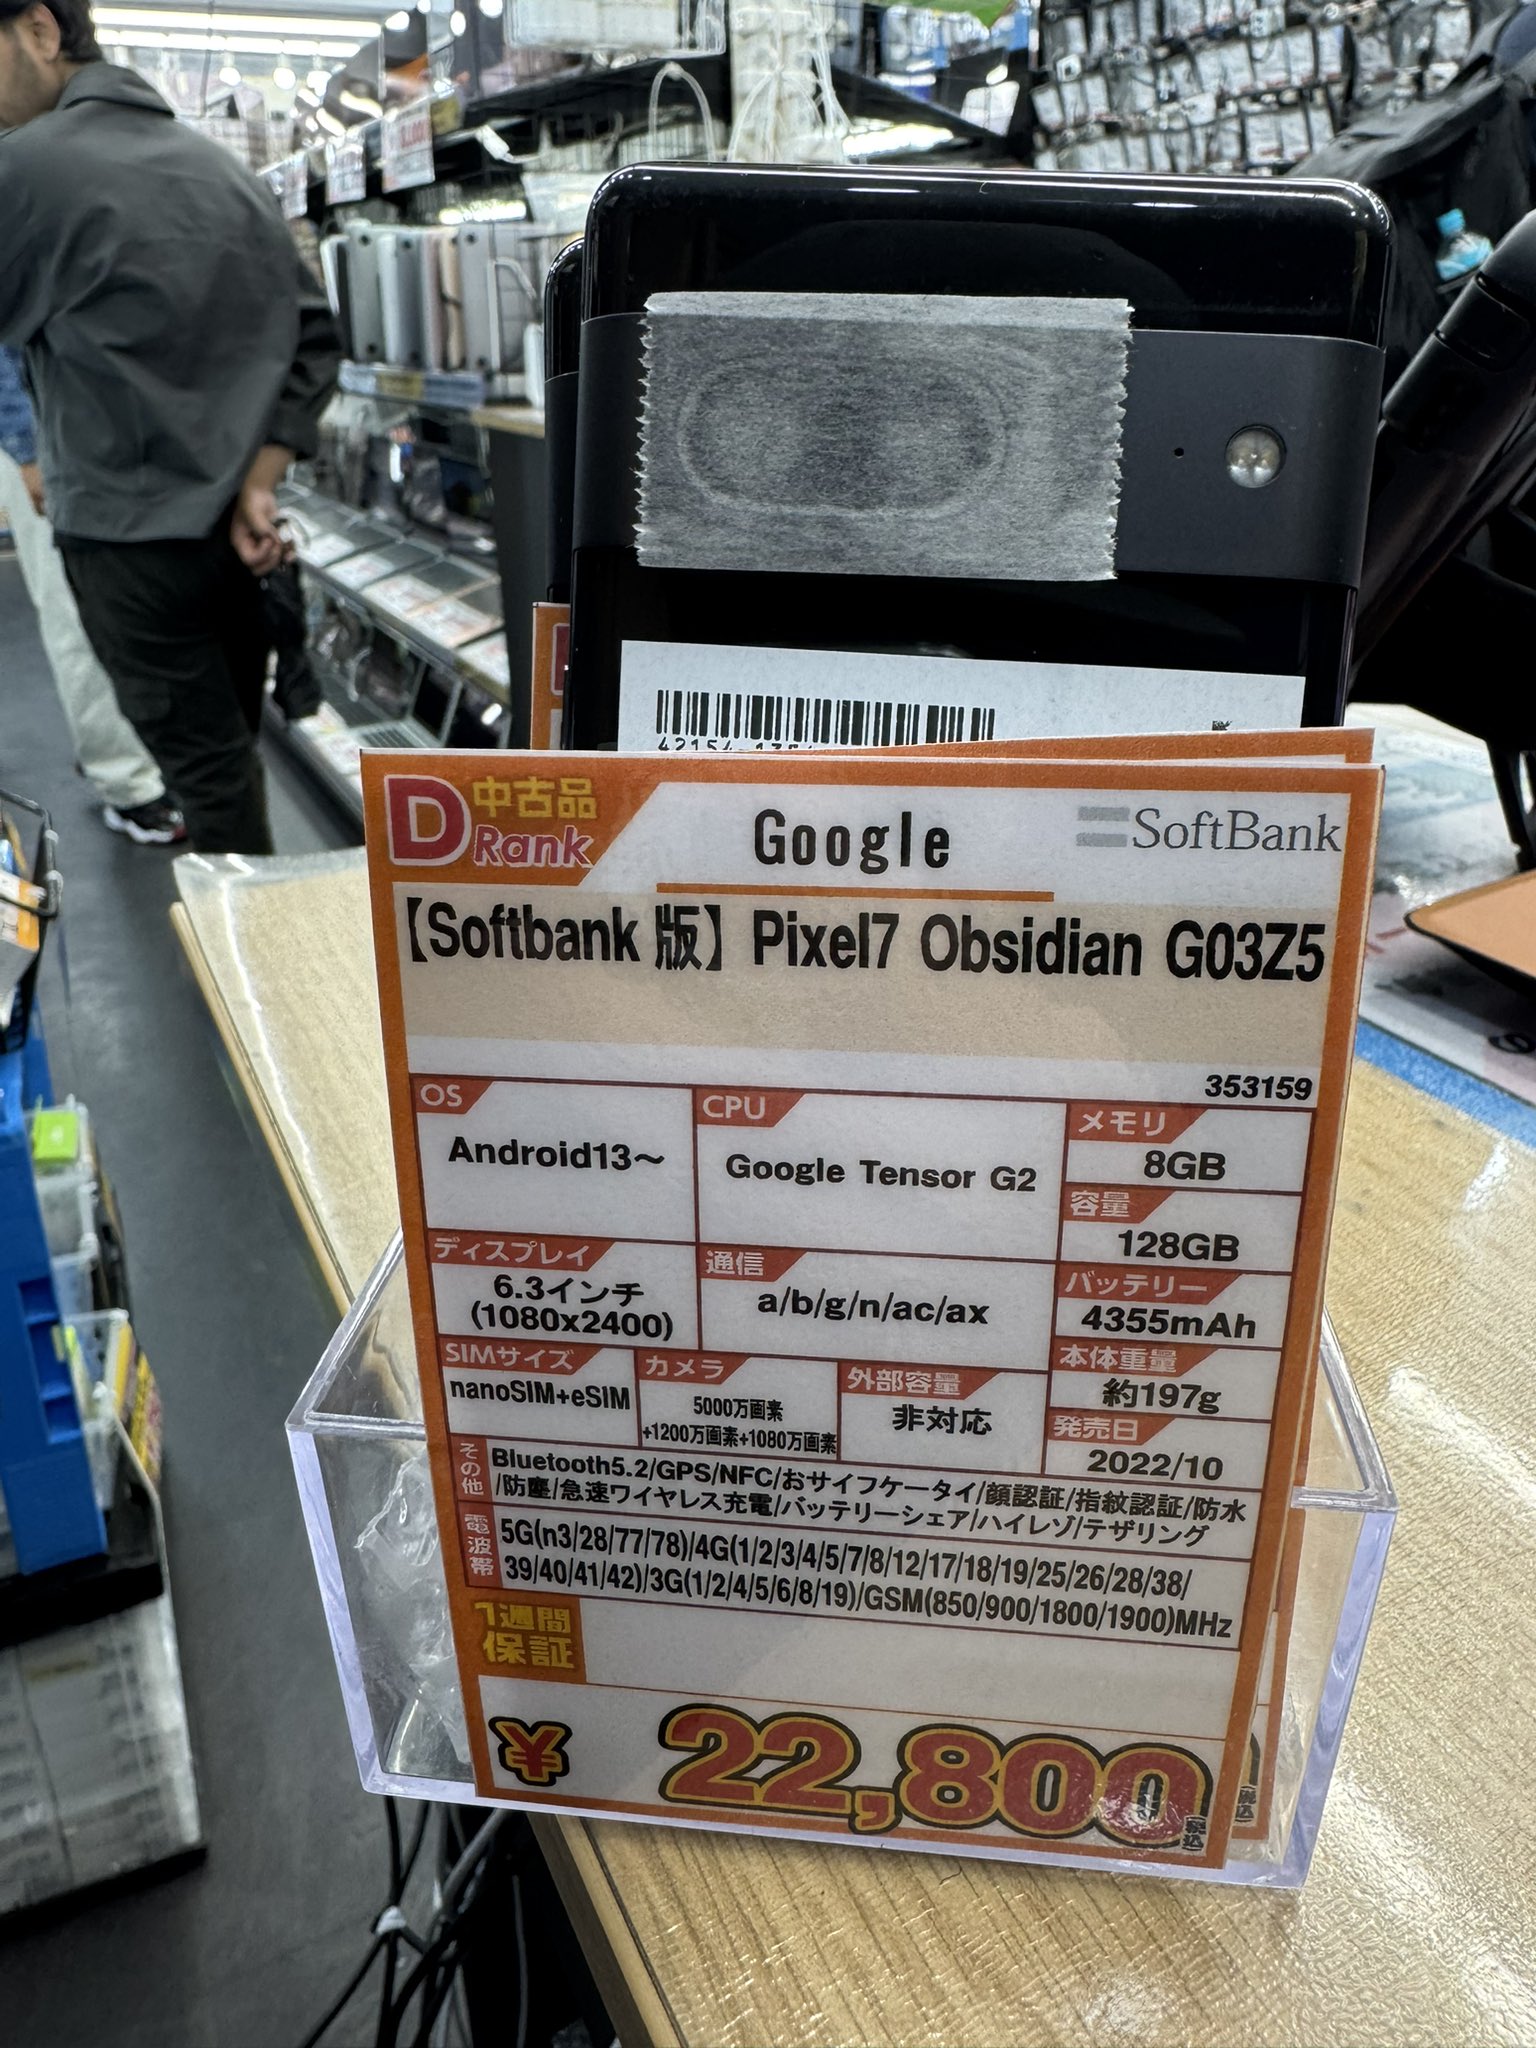 42154
D 中古品
Rank
Google
SoftBank
【Softbank 版】 Pixel7 Obsidian G03Z5
353159
OS
Android13～
CPU
Google Tensor G2
メモリ
8GB
容量
128GB
ディスプレイ
6.3インチ
(1080x2400)
通信
a/b/g/n/ac/ax
バッテリー
4355mAh
SIMサイズ
nanoSIM+eSIM
カメラ
5000万画素
+1200万画素+1080万画素
外部容量
非対応
本体重量
約197g
発売日
2022/10
その他
Bluetooth5.2/GPS/NFC/おサイフケータイ/顔認証/指紋認証/防水
/防塵/急速ワイヤレス充電/バッテリーシェア/ハイレゾ/テザリング
電波帯
5G(n3/28/77/78)/4G(1/2/3/4/5/7/8/12/17/18/19/25/26/28/38/
39/40/41/42)/3G(1/2/4/5/6/8/19)/GSM(850/900/1800/1900)MHz
1週間
保証
¥ 22,800
(税込)